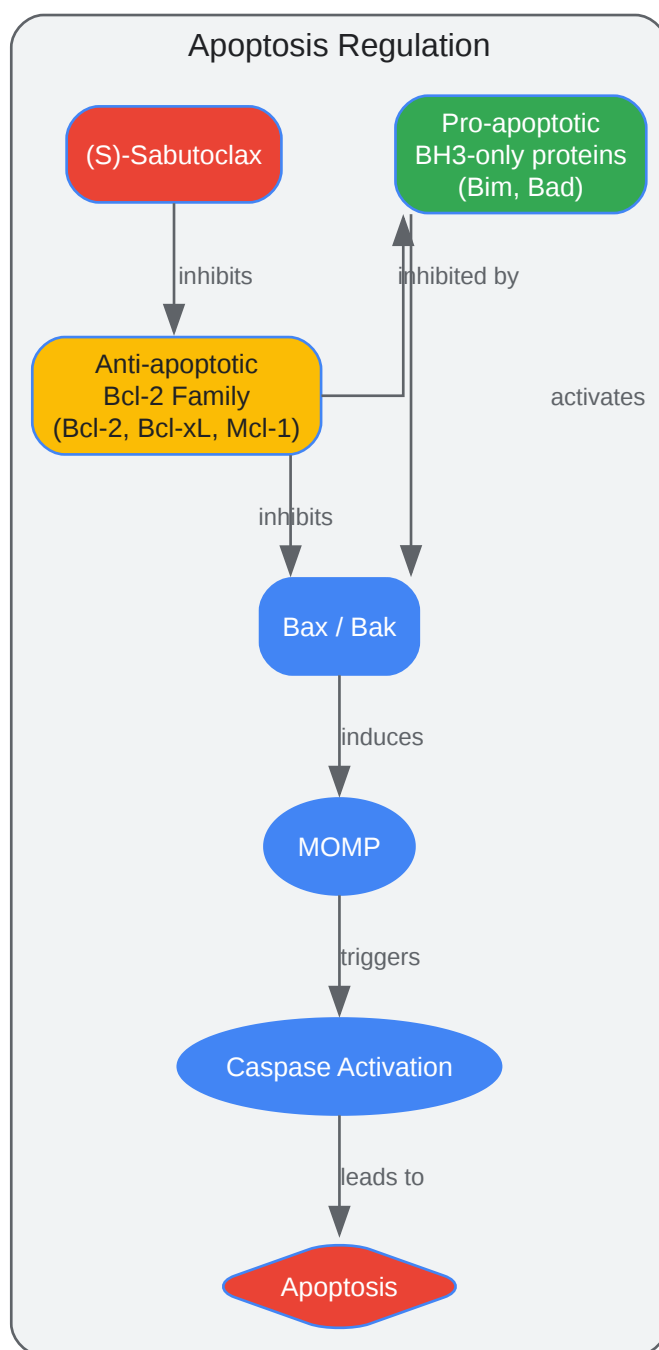 Apoptosis Regulation
(S)-Sabutoclax
Pro-apoptotic
BH3-only proteins
(Bim, Bad)
inhibits
inhibited by
Anti-apoptotic
Bcl-2 Family
(Bcl-2, Bcl-xL, Mcl-1)
activates
inhibits
Bax / Bak
induces
MOMP
triggers
Caspase Activation
leads to
Apoptosis